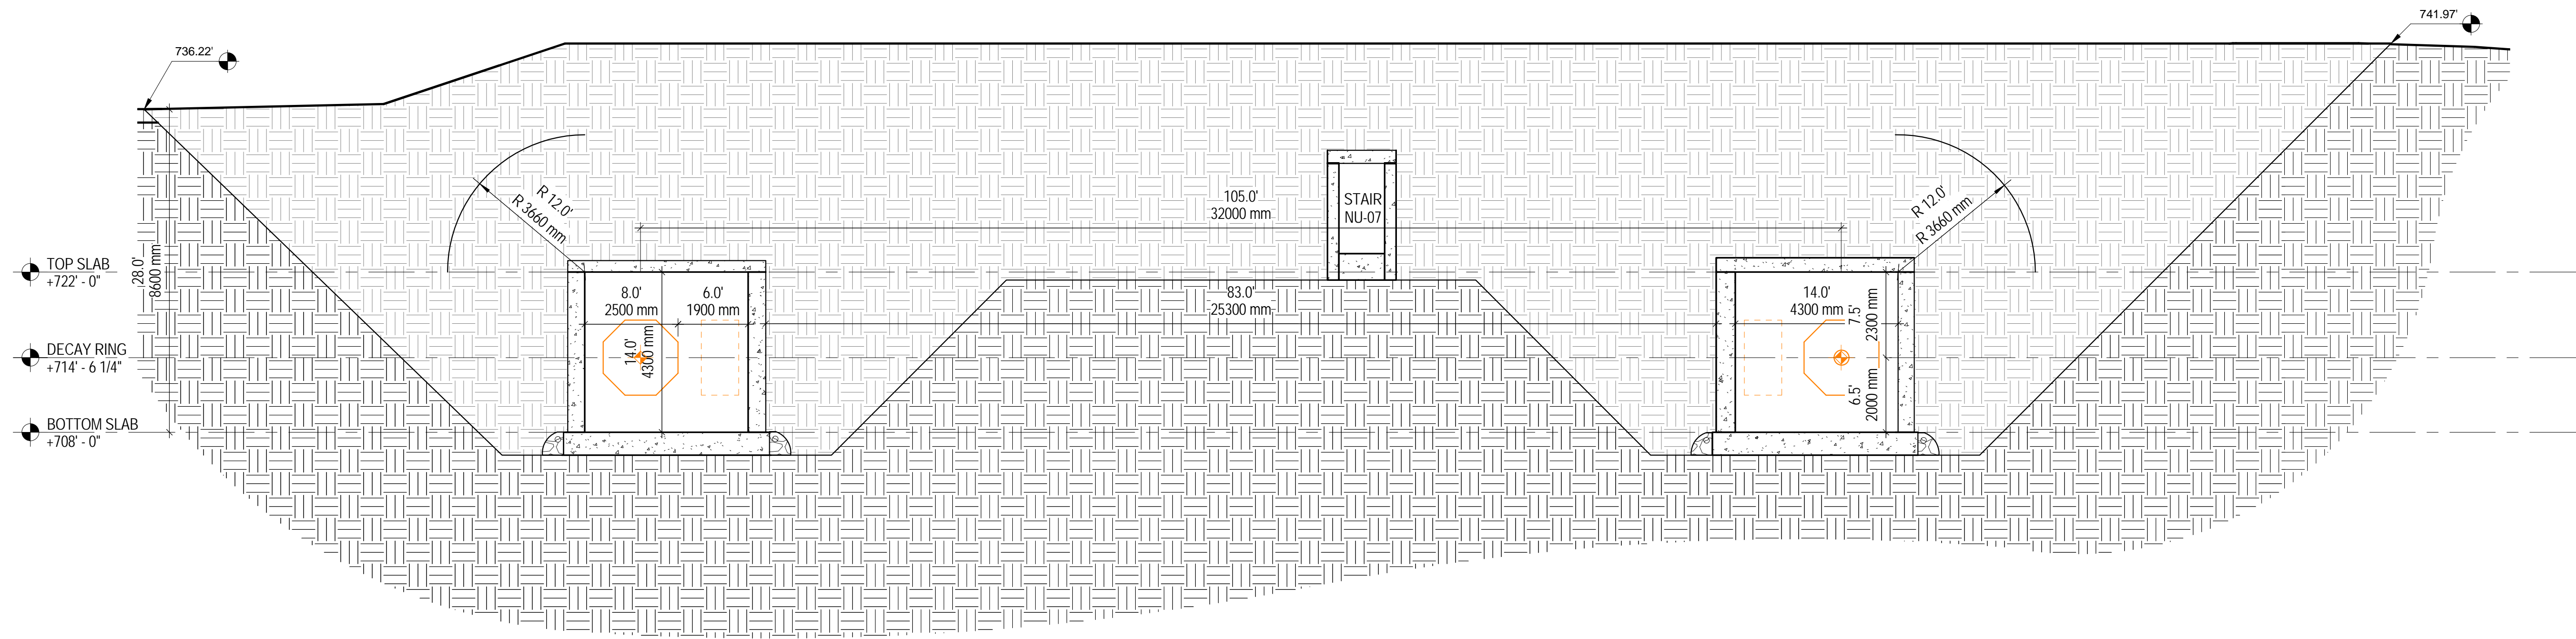 741.97'
736.22'
R 12.0'
R 3660 mm
105.0'
32000 mm
STAIR
NU-07
R 12.0'
R 3660 mm
TOP SLAB
+722' - 0"
28.0'
8600 mm
8.0'
2500 mm
6.0'
1900 mm
83.0'
25300 mm
14.0'
4300 mm
7.5'
2300 mm
DECAY RING
+714' - 6 1/4"
14.0'
4300 mm
6.5'
2000 mm
BOTTOM SLAB
+708' - 0"